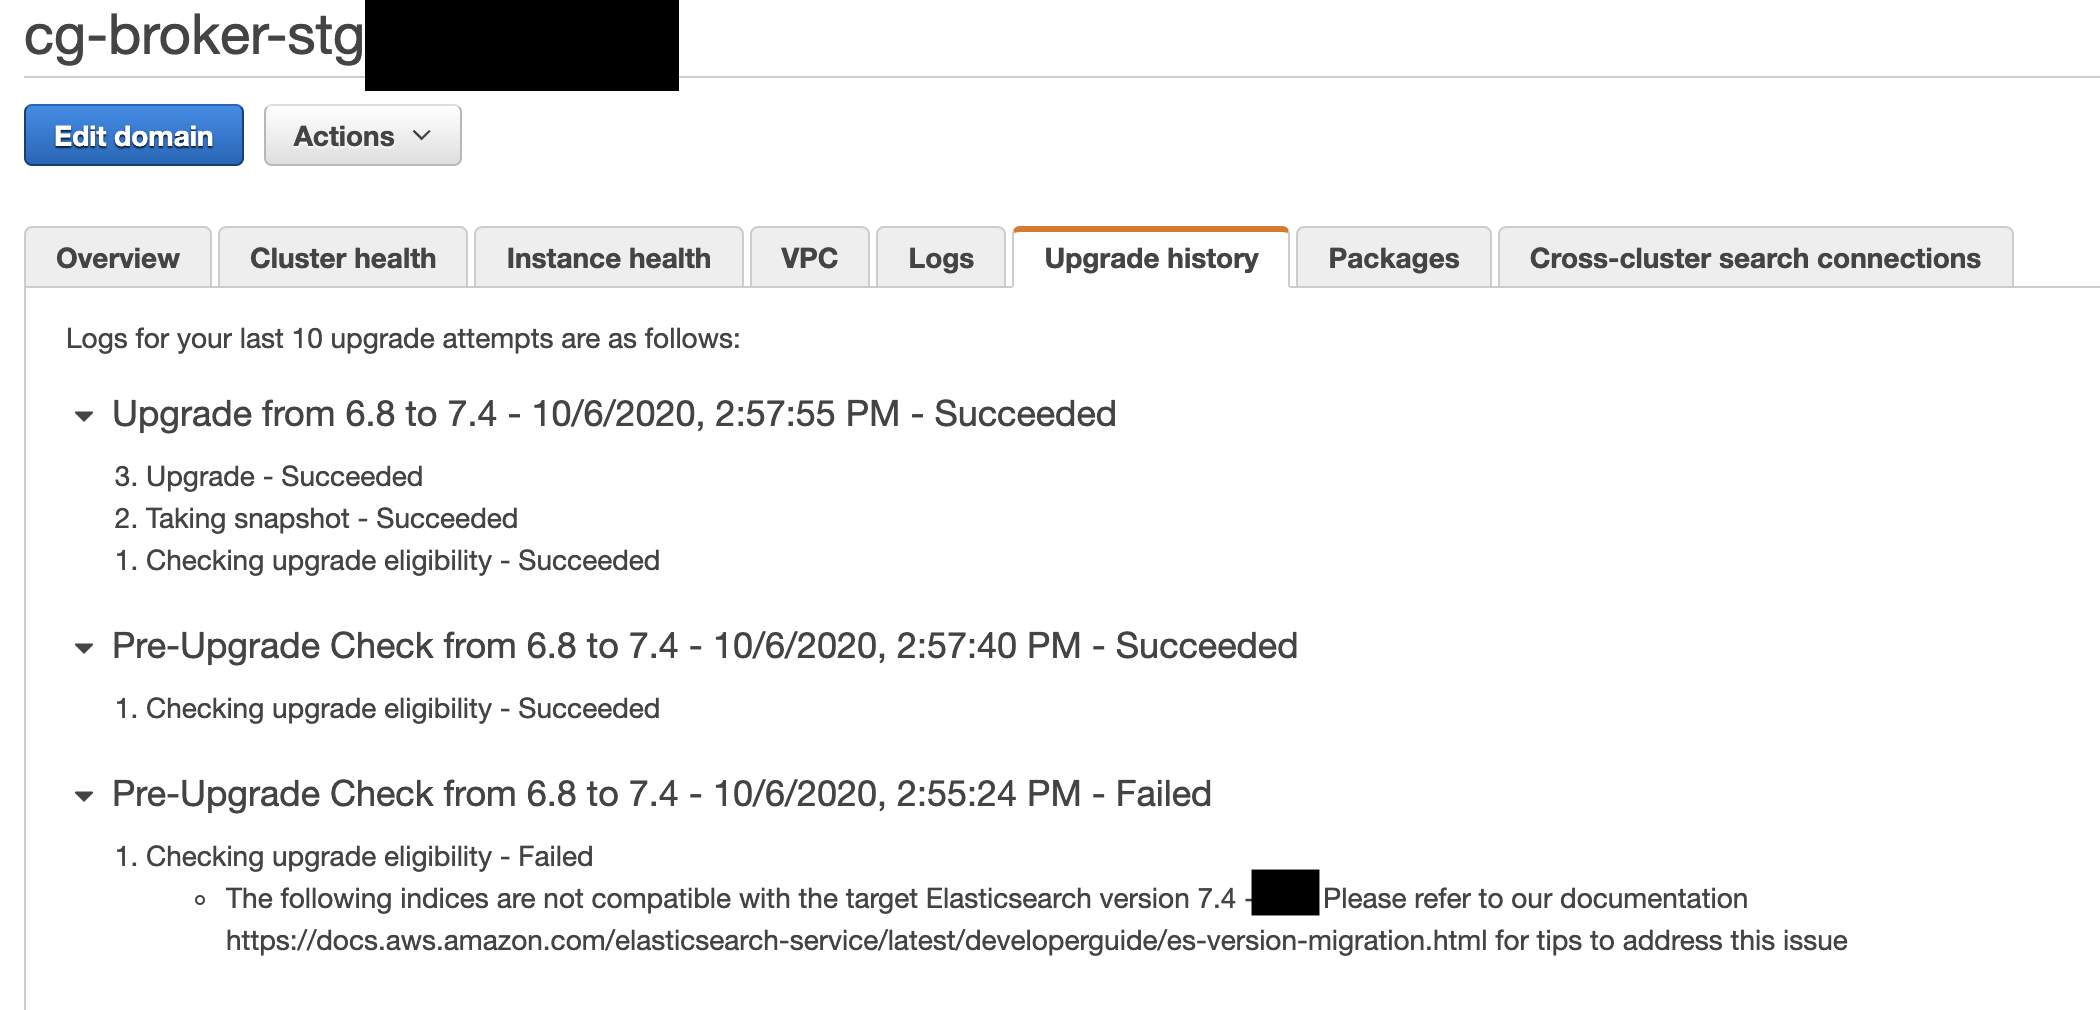 cg-broker-stg
Edit domain Actions
Overview Cluster health Instance health VPC Logs Upgrade history Packages Cross-cluster search connections
Logs for your last 10 upgrade attempts are as follows:
Upgrade from 6.8 to 7.4 - 10/6/2020, 2:57:55 PM - Succeeded
3. Upgrade - Succeeded
2. Taking snapshot - Succeeded
1. Checking upgrade eligibility - Succeeded
Pre-Upgrade Check from 6.8 to 7.4 - 10/6/2020, 2:57:40 PM - Succeeded
1. Checking upgrade eligibility - Succeeded
Pre-Upgrade Check from 6.8 to 7.4 - 10/6/2020, 2:55:24 PM - Failed
1. Checking upgrade eligibility - Failed
The following indices are not compatible with the target Elasticsearch version 7.4 - Please refer to our documentation
https://docs.aws.amazon.com/elasticsearch-service/latest/developerguide/es-version-migration.html for tips to address this issue